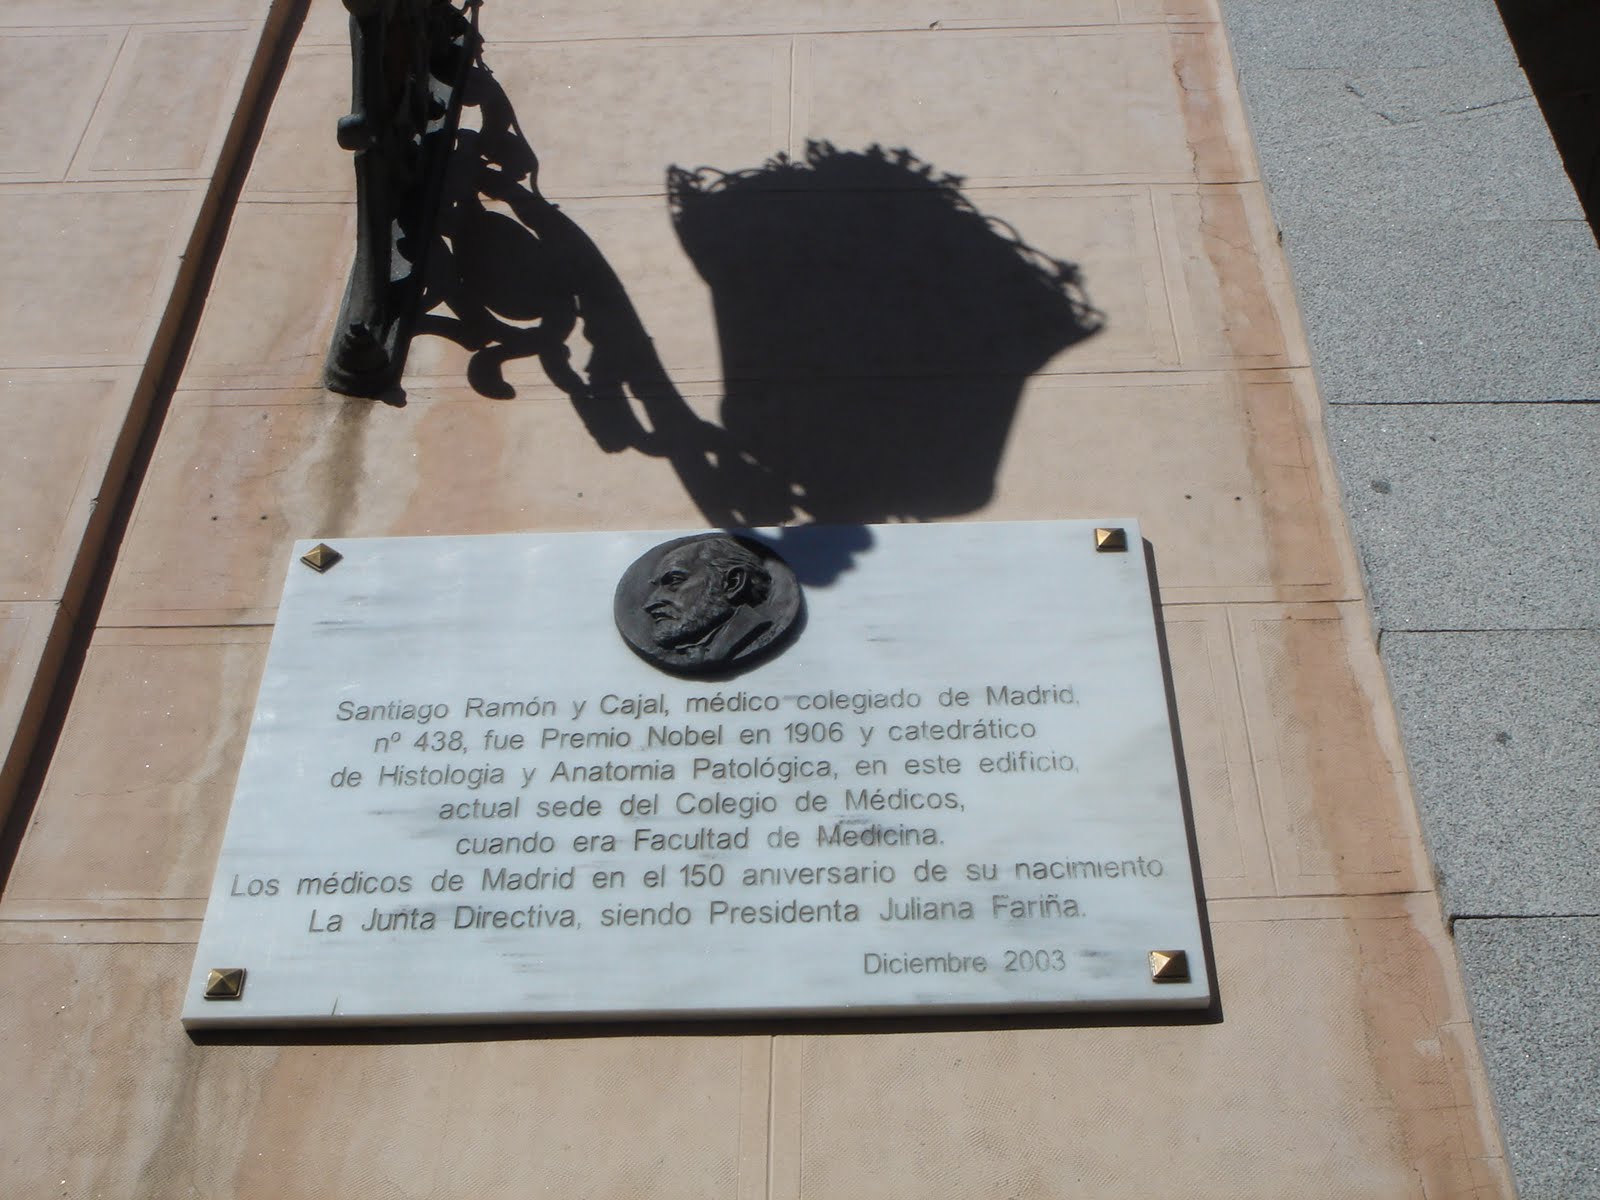 Santiago Ramón y Cajal, médico colegiado de Madrid,
nº 438, fue Premio Nobel en 1906 y catedrático
de Histologia y Anatomia Patológica, en este edificio,
actual sede del Colegio de Médicos,
cuando era Facultad de Medicina.
Los médicos de Madrid en el 150 aniversario de su nacimiento
La Junta Directiva, siendo Presidenta Juliana Fariña.
Diciembre 2003